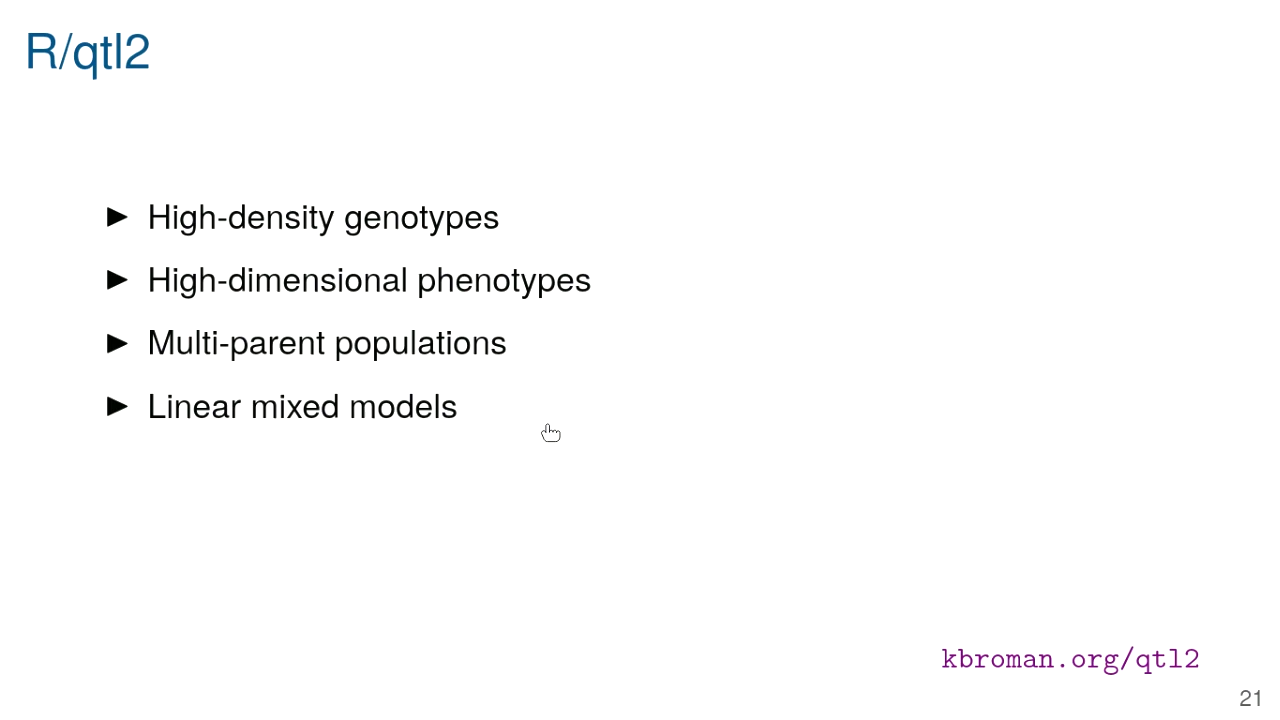 R/qtl2
▶ High-density genotypes
▶ High-dimensional phenotypes
▶ Multi-parent populations
▶ Linear mixed models
kbroman.org/qtl2
21